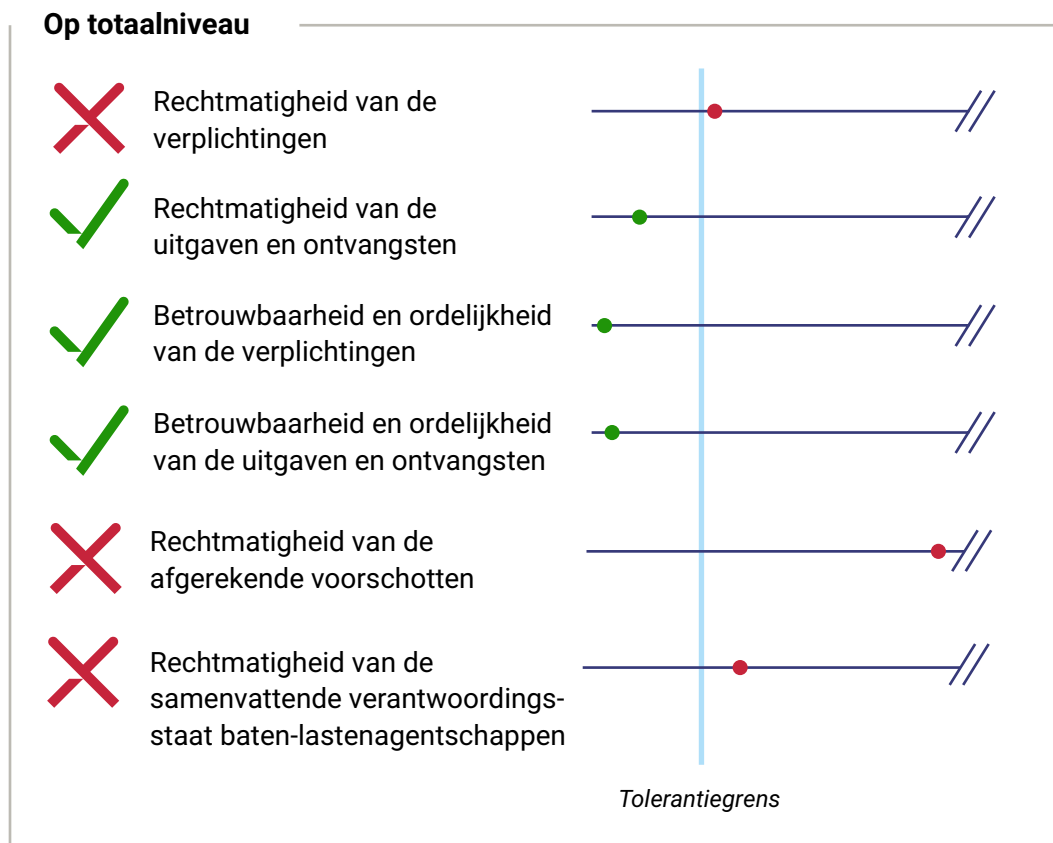 Op totaalniveau
Rechtmatigheid van de
verplichtingen
Rechtmatigheid van de
uitgaven en ontvangsten
Betrouwbaarheid en ordelijkheid
van de verplichtingen
Betrouwbaarheid en ordelijkheid
van de uitgaven en ontvangsten
Rechtmatigheid van de
afgerekende voorschotten
Rechtmatigheid van de
samenvattende verantwoordings-
staat baten-lastenagentschappen
Tolerantiegrens